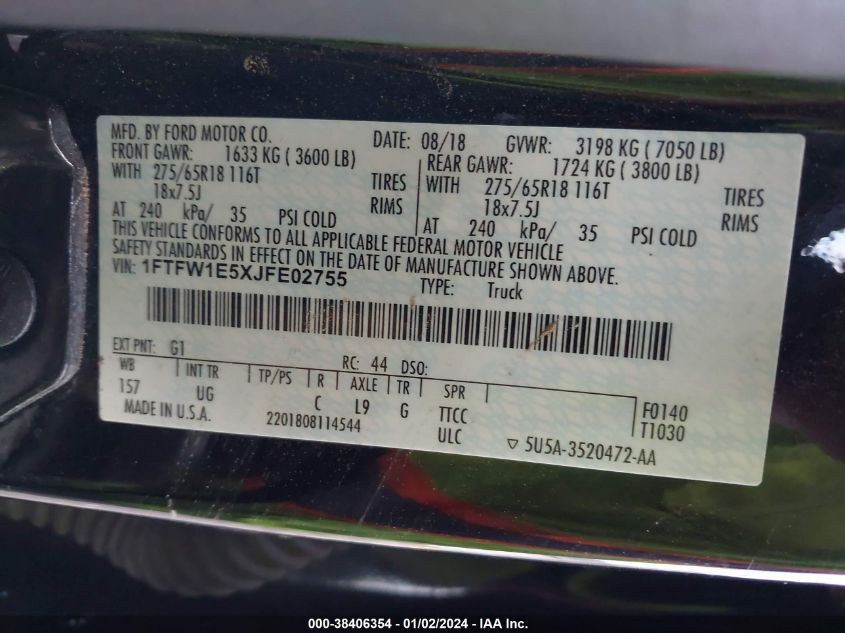 MFD. BY FORD MOTOR CO. DATE: 08/18 GVWR: 3198 KG ( 7050 LB)
FRONT GAWR: 1633 KG ( 3600 LB) REAR GAWR: 1724 KG ( 3800 LB)
WITH 275/65R18 116T TIRES WITH 275/65R18 116T TIRES
18x7.5J RIMS 18x7.5J RIMS
AT 240 kPa/ 35 PSI COLD AT 240 kPa/ 35 PSI COLD
THIS VEHICLE CONFORMS TO ALL APPLICABLE FEDERAL MOTOR VEHICLE
SAFETY STANDARDS IN EFFECT ON THE DATE OF MANUFACTURE SHOWN ABOVE.
VIN: 1FTFW1E5XJFE02755 TYPE: Truck
EXT PNT: G1 RC: 44 DSO:
WB INT TR TP/PS R AXLE TR SPR F0140
157 UG C L9 G TTCC T1030
MADE IN U.S.A. 2201808114544 ULC ▽ 5U5A-3520472-AA
000-38406354 - 01/02/2024 - IAA Inc.